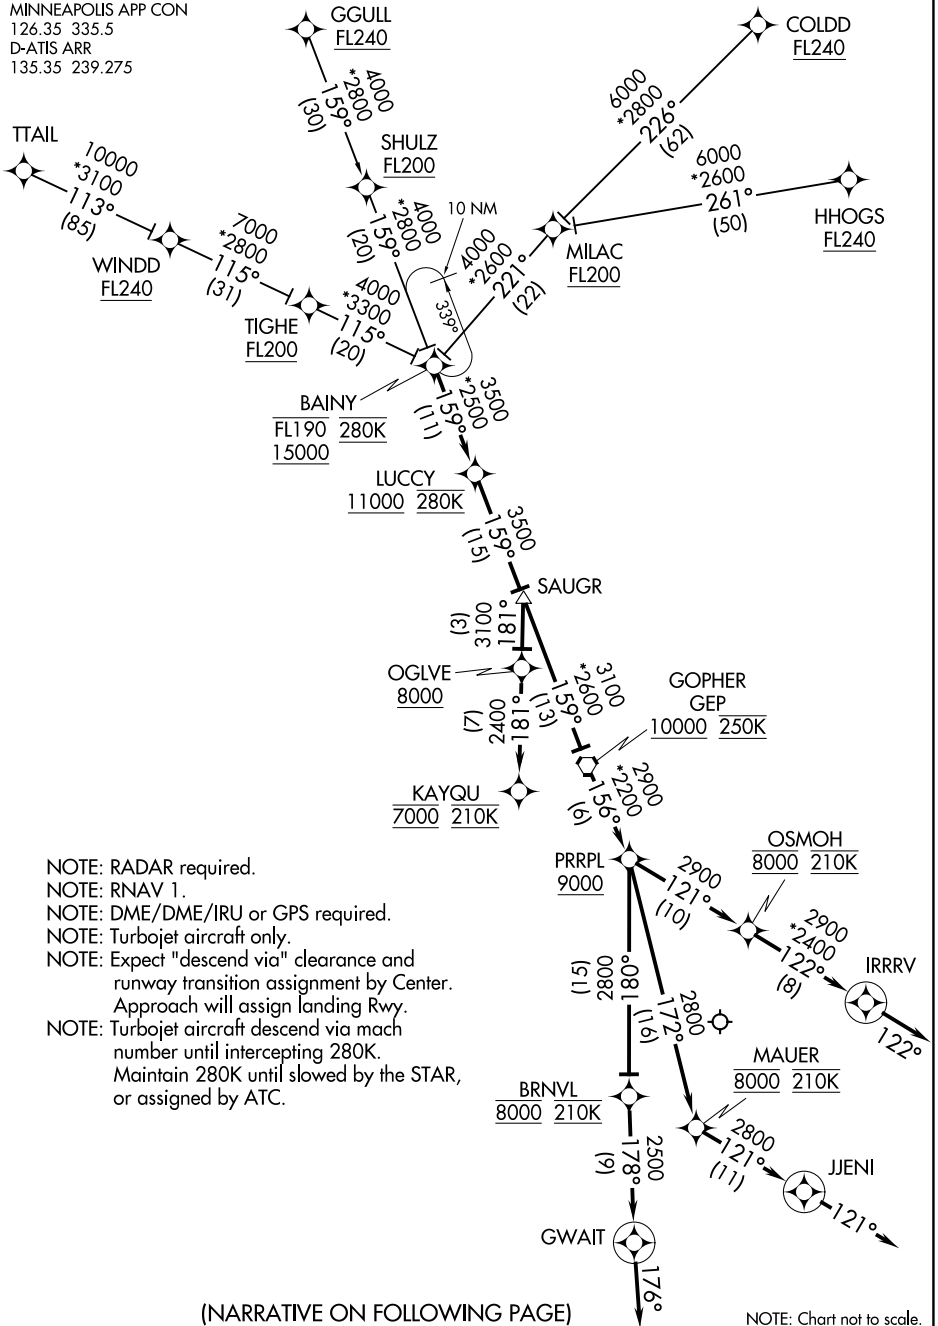 MINNEAPOLIS APP CON
126.35 335.5
D-ATIS ARR
135.35 239.275
GGULL
FL240
COLDD
FL240
4000
*2800
159°
(30)
6000
*2800
226°
(62)
TTAIL
10000
*3100
113°
(85)
SHULZ
FL200
6000
*2600
261°
(50)
HHOGS
FL240
WINDD
FL240
7000
*2800
115°
(31)
4000
*2800
159°
(20)
10 NM
339°
4000
*2600
221°
(22)
MILAC
FL200
TIGHE
FL200
4000
*3300
115°
(20)
BAINY
FL190 280K
15000
3500
*2500
159°
(11)
LUCCY
11000 280K
3500
159°
(15)
SAUGR
181°
3100
(3)
OGLVE
8000
3100
*2600
159°
(13)
GOPHER
GEP
10000 250K
181°
2400
(7)
KAYQU
7000 210K
2900
*2200
156°
(6)
PRRPL
9000
2900
121°
(10)
OSMOH
8000 210K
2900
*2400
122°
(8)
IRRRV
122°
180°
2800
(15)
2800
172°
(16)
MAUER
8000 210K
BRNVL
8000 210K
2800
121°
(11)
JJENI
121°
2500
178°
(9)
GWAIT
176°
NOTE: RADAR required.
NOTE: RNAV 1.
NOTE: DME/DME/IRU or GPS required.
NOTE: Turbojet aircraft only.
NOTE: Expect "descend via" clearance and
runway transition assignment by Center.
Approach will assign landing Rwy.
NOTE: Turbojet aircraft descend via mach
number until intercepting 280K.
Maintain 280K until slowed by the STAR,
or assigned by ATC.
(NARRATIVE ON FOLLOWING PAGE)
NOTE: Chart not to scale.